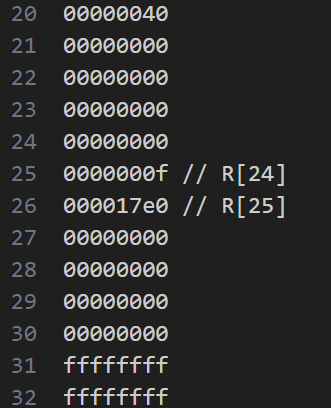 20 00000040
21 00000000
22 00000000
23 00000000
24 00000000
25 0000000f // R[24]
26 000017e0 // R[25]
27 00000000
28 00000000
29 00000000
30 00000000
31 ffffffff
32 ffffffff